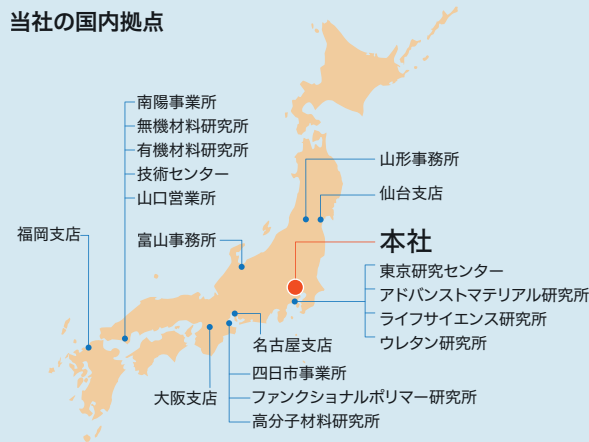 当社の国内拠点
南陽事業所
無機材料研究所
有機材料研究所
技術センター
山口営業所
福岡支店
富山事務所
山形事務所
仙台支店
本社
東京研究センター
アドバンストマテリアル研究所
ライフサイエンス研究所
ウレタン研究所
名古屋支店
四日市事業所
大阪支店
ファンクショナルポリマー研究所
高分子材料研究所